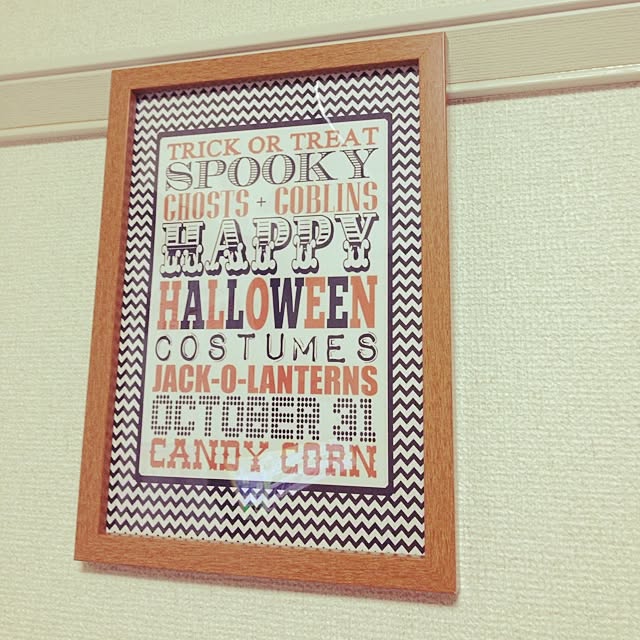 TRICK OR TREAT
SPOOKY
GHOSTS + GOBLINS
HAPPY
HALLOWEEN
COSTUMES
JACK-O-LANTERNS
OCTOBER 31
CANDY CORN